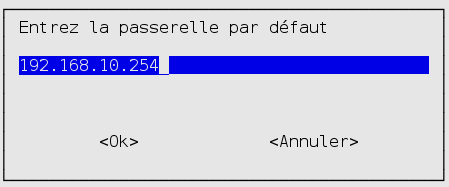 Entrez la passerelle par défaut
192.168.10.254
<Ok> <Annuler>